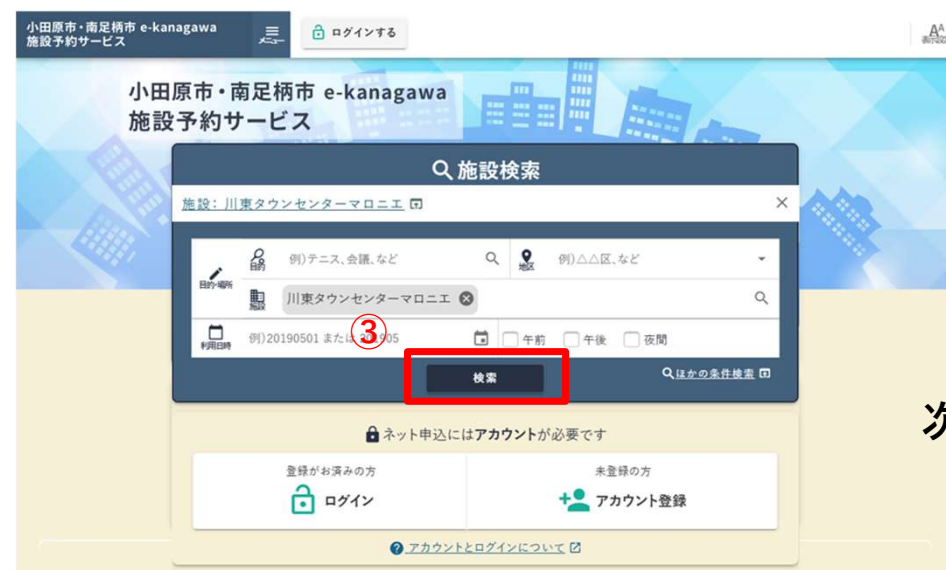 小田原市・南足柄市 e-kanagawa
施設予約サービス
メニュー
ログインする
小田原市・南足柄市 e-kanagawa
施設予約サービス
施設検索
施設: 川東タウンセンターマロニエ
目的・場所
目的
例)テニス、会議、など
地区
例)△△区、など
施設
川東タウンセンターマロニエ
利用日時
例)20190501 または 201905
③
午前
午後
夜間
検索
ほかの条件検索
次
ネット申込にはアカウントが必要です
登録がお済みの方
ログイン
未登録の方
アカウント登録
アカウントとログインについて